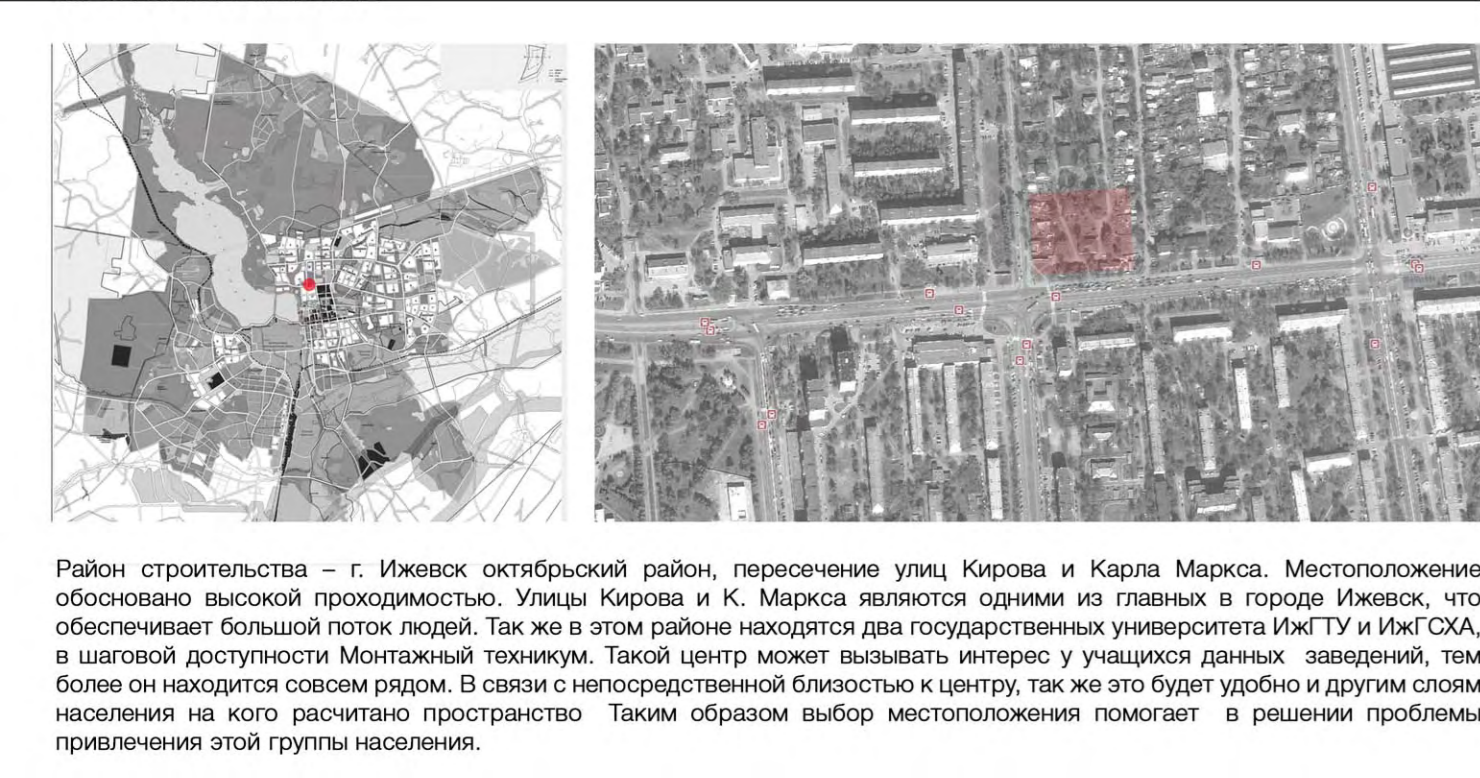 Район строительства – г. Ижевск октябрьский район, пересечение улиц Кирова и Карла Маркса. Местоположение
обосновано высокой проходимостью. Улицы Кирова и К. Маркса являются одними из главных в городе Ижевск, что
обеспечивает большой поток людей. Так же в этом районе находятся два государственных университета ИжГТУ и ИжГСХА,
в шаговой доступности Монтажный техникум. Такой центр может вызывать интерес у учащихся данных  заведений, тем
более он находится совсем рядом. В связи с непосредственной близостью к центру, так же это будет удобно и другим слоям
населения на кого расчитано пространство  Таким образом выбор местоположения помогает  в решении проблемы
привлечения этой группы населения.